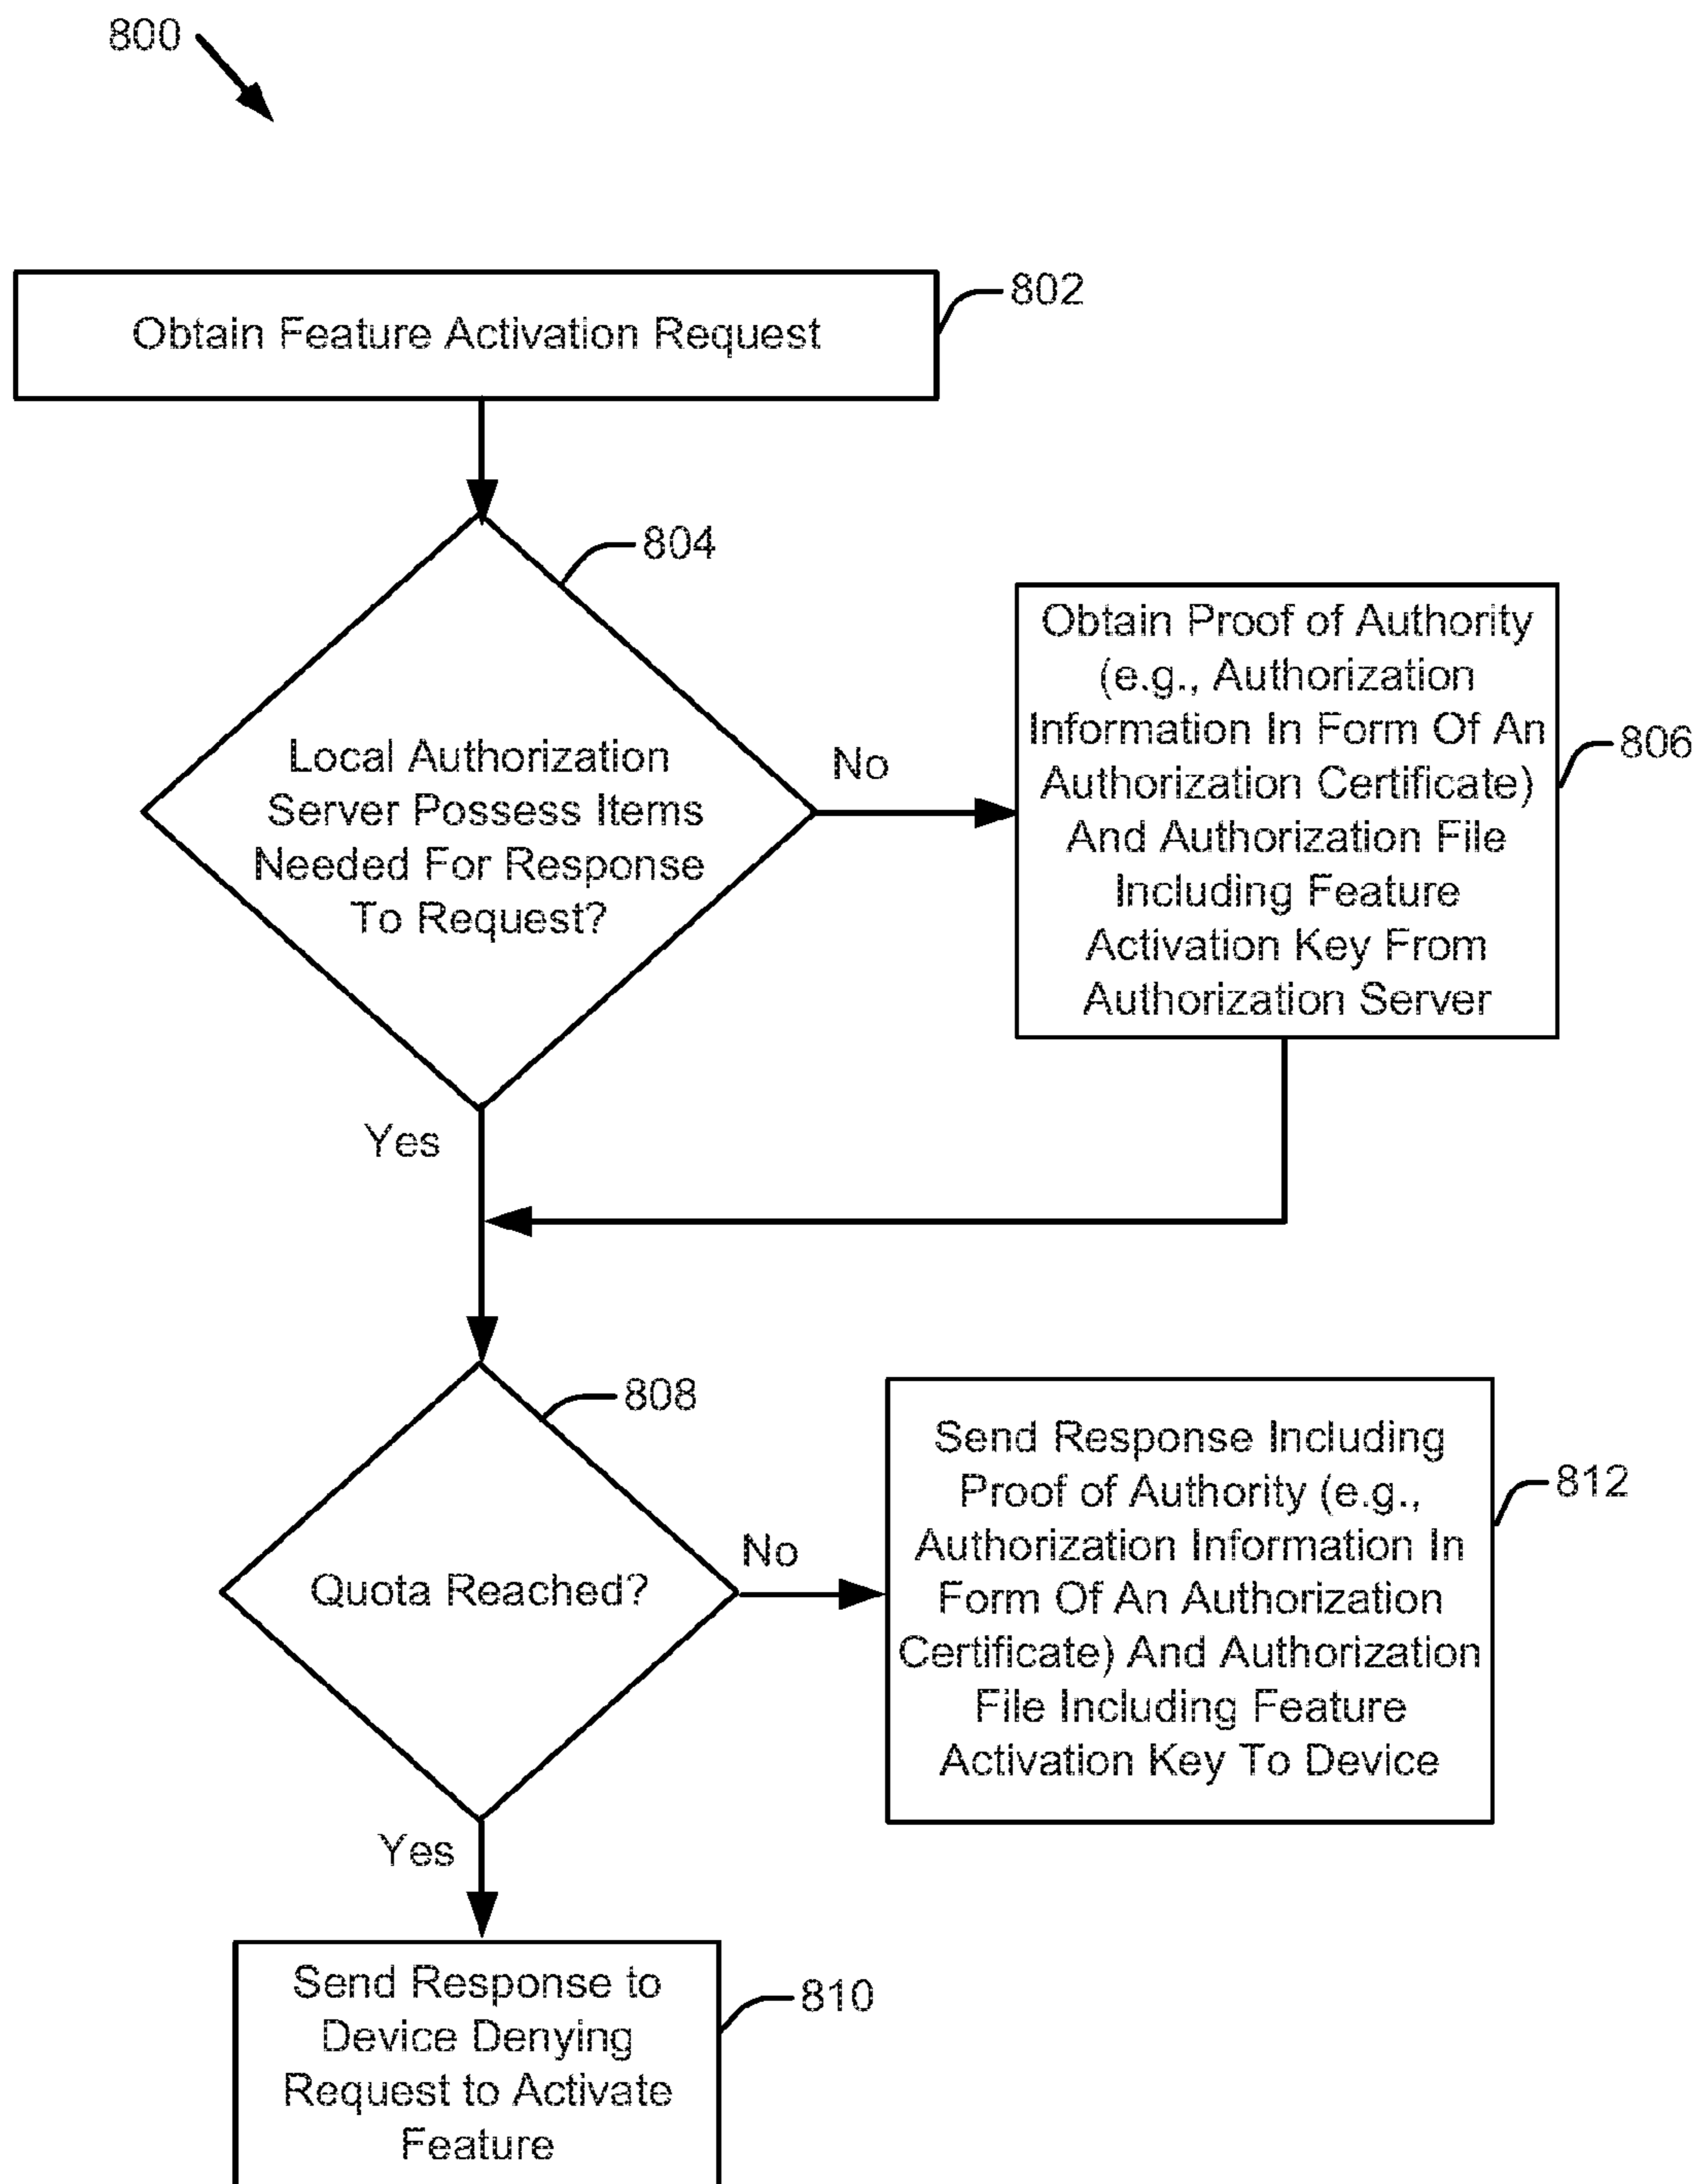 800
Obtain Feature Activation Request
802
804
Local Authorization
Server Possess Items
Needed For Response
To Request?
No
Obtain Proof of Authority
(e.g., Authorization
Information In Form Of An
Authorization Certificate)
And Authorization File
Including Feature
Activation Key From
Authorization Server
806
Yes
808
Quota Reached?
No
Send Response Including
Proof of Authority (e.g.,
Authorization Information In
Form Of An Authorization
Certificate) And Authorization
File Including Feature
Activation Key To Device
812
Yes
Send Response to
Device Denying
Request to Activate
Feature
810